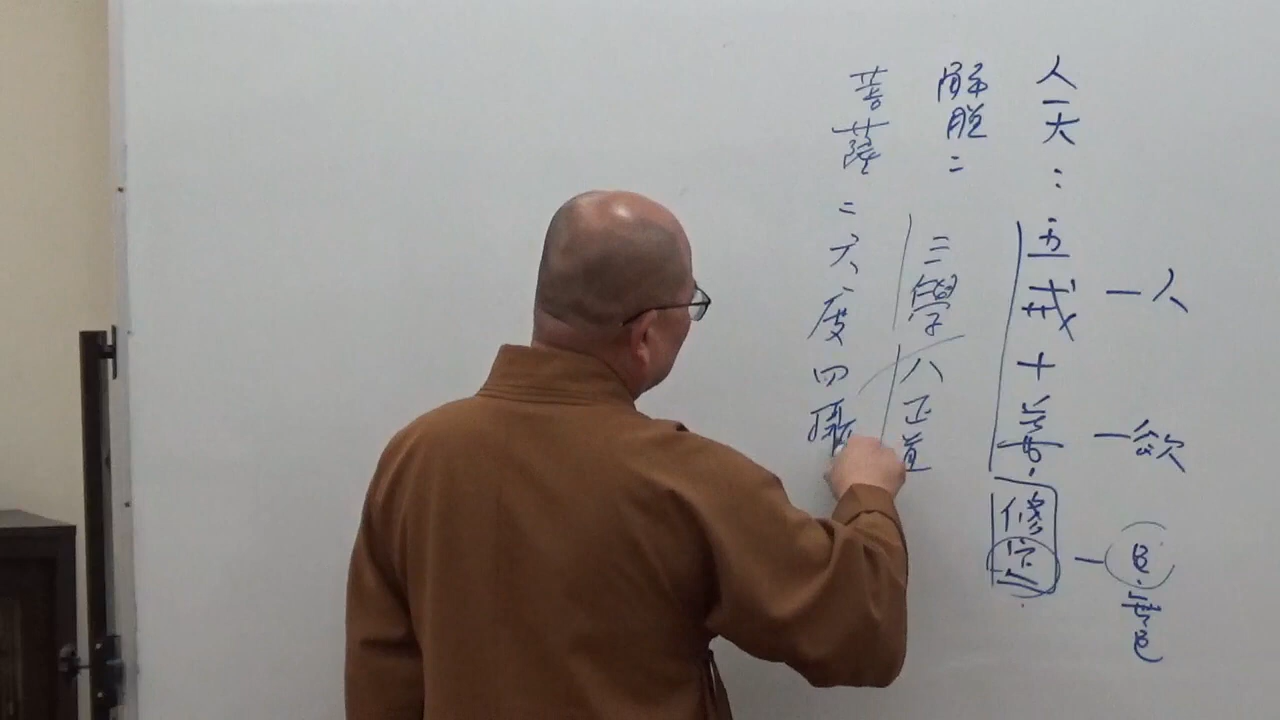 一人
一欲
一色.無色
人天:五戒十善.修定
解脫:三學八正道
菩薩:六度四攝